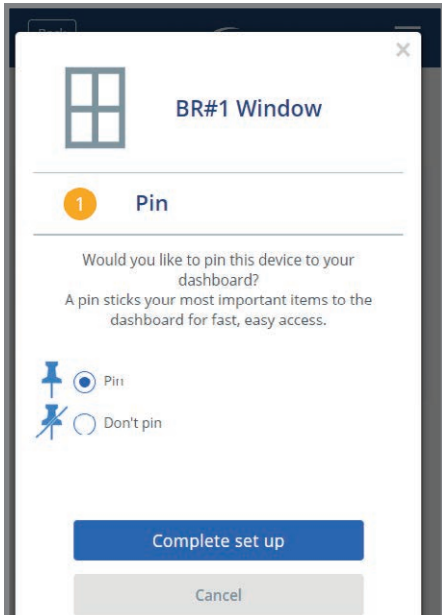 Back
×
BR#1 Window
1 Pin
Would you like to pin this device to your
dashboard?
A pin sticks your most important items to the
dashboard for fast, easy access.
Pin
Don't pin
Complete set up
Cancel